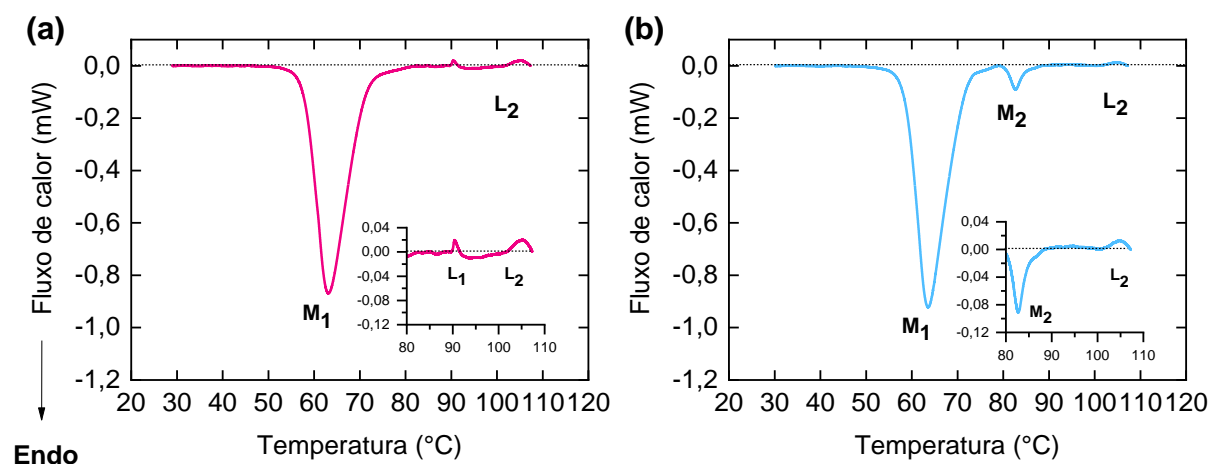 (a)
20 30 40 50 60 70 80 90 100 110 120
0,0
-0,2
-0,4
-0,6
-0,8
-1,0
-1,2
Fluxo de calor (mW)
Temperatura (°C)
Endo
M1
L2
0,04
0,00
-0,04
-0,08
-0,12
80 90 100 110
L1
L2
(b)
20 30 40 50 60 70 80 90 100 110 120
0,0
-0,2
-0,4
-0,6
-0,8
-1,0
-1,2
Fluxo de calor (mW)
Temperatura (°C)
M1
M2
L2
0,04
0,00
-0,04
-0,08
-0,12
80 90 100 110
M2
L2